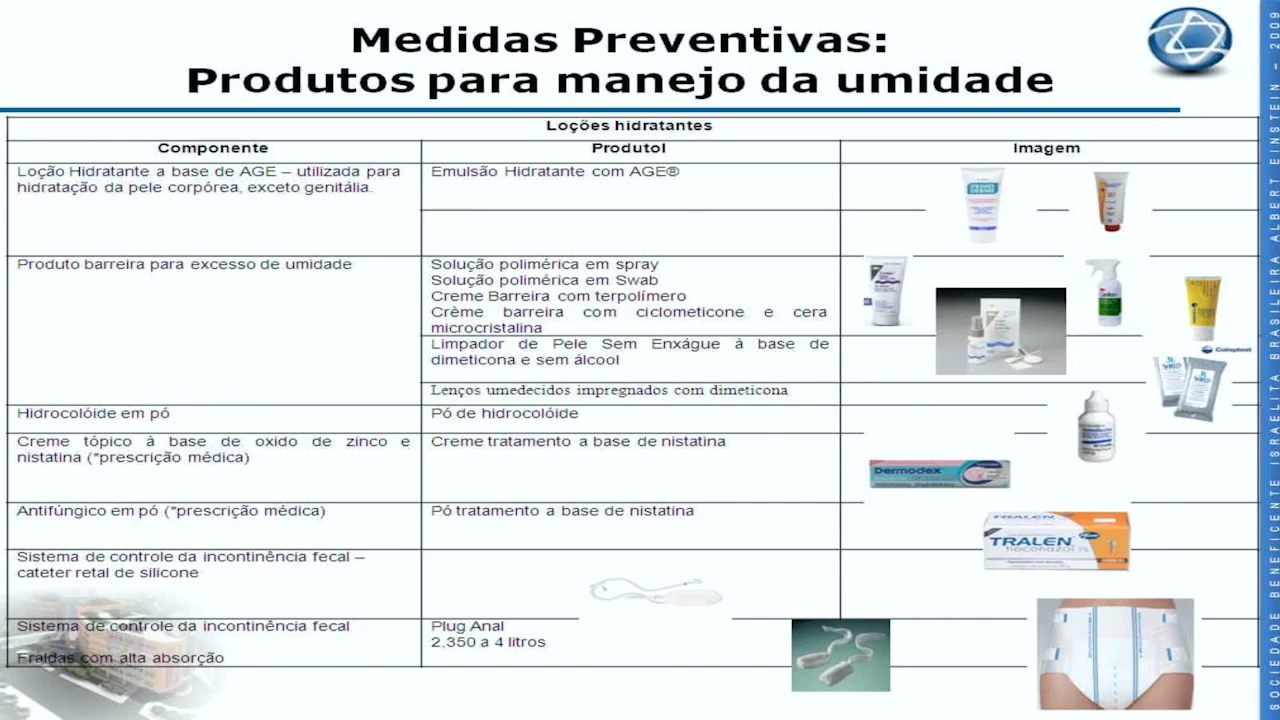 Medidas Preventivas:
Produtos para manejo da umidade
Loções hidratantes
Componente
Produtol
Imagem
Loção Hidratante a base de AGE – utilizada para
hidratação da pele corpórea, exceto genitália.
Emulsão Hidratante com AGE®
Produto barreira para excesso de umidade
Solução polimérica em spray
Solução polimérica em Swab
Creme Barreira com terpolímero
Crème barreira com ciclometicone e cera
microcristalina
Limpador de Pele Sem Enxágue à base de
dimeticona e sem álcool
Lenços umedecidos impregnados com dimeticona
Coloplast
Hidrocolóide em pó
Pó de hidrocolóide
Creme tópico à base de oxido de zinco e
nistatina (*prescrição médica)
Creme tratamento a base de nistatina
Dermodex
Antifúngico em pó (*prescrição médica)
Pó tratamento a base de nistatina
TRALEN
TRALEN
tioconazol 1%
Sistema de controle da incontinência fecal –
cateter retal de silicone
Sistema de controle da incontinência fecal
Plug Anal
2,350 a 4 litros
Fraldas com alta absorção
SOCIEDADE BENEFICENTE ISRAELITA BRASILEIRA ALBERT EINSTEIN – 2009